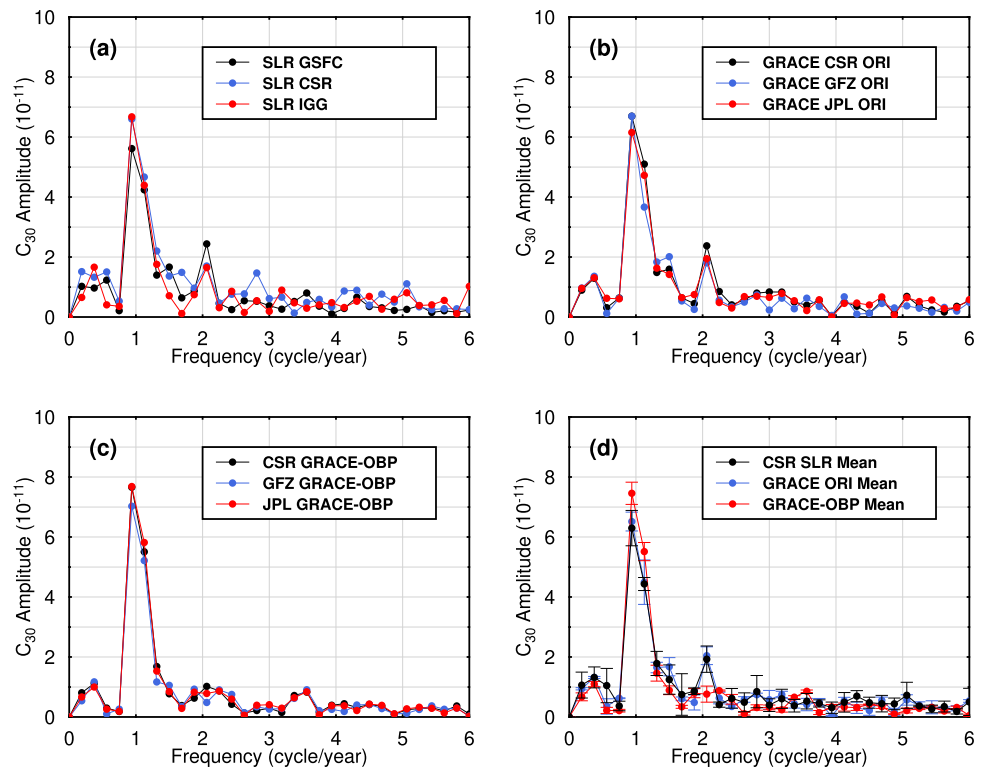 10
8
6
4
2
0
C30 Amplitude (10-11)
(a)
SLR GSFC
SLR CSR
SLR IGG
0 1 2 3 4 5 6
Frequency (cycle/year)
10
8
6
4
2
0
C30 Amplitude (10-11)
(b)
GRACE CSR ORI
GRACE GFZ ORI
GRACE JPL ORI
0 1 2 3 4 5 6
Frequency (cycle/year)
10
8
6
4
2
0
C30 Amplitude (10-11)
(c)
CSR GRACE-OBP
GFZ GRACE-OBP
JPL GRACE-OBP
0 1 2 3 4 5 6
Frequency (cycle/year)
10
8
6
4
2
0
C30 Amplitude (10-11)
(d)
CSR SLR Mean
GRACE ORI Mean
GRACE-OBP Mean
0 1 2 3 4 5 6
Frequency (cycle/year)